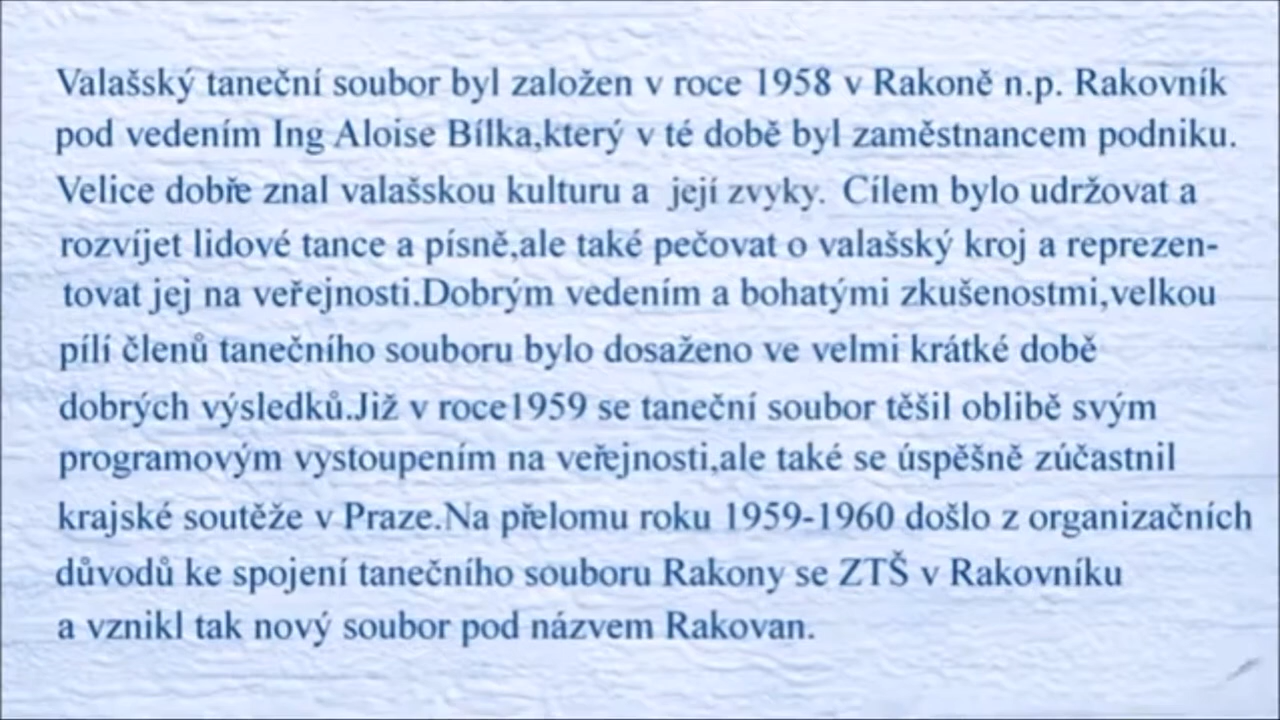 Valašský taneční soubor byl založen v roce 1958 v Rakoně n.p. Rakovník
pod vedením Ing Aloise Bílka,který v té době byl zaměstnancem podniku.
Velice dobře znal valašskou kulturu a její zvyky. Cílem bylo udržovat a
rozvíjet lidové tance a písně,ale také pečovat o valašský kroj a reprezen-
tovat jej na veřejnosti.Dobrým vedením a bohatými zkušenostmi,velkou
pílí členů tanečního souboru bylo dosaženo ve velmi krátké době
dobrých výsledků.Již v roce1959 se taneční soubor těšil oblibě svým
programovým vystoupením na veřejnosti,ale také se úspěšně zúčastnil
krajské soutěže v Praze.Na přelomu roku 1959-1960 došlo z organizačních
důvodů ke spojení tanečního souboru Rakony se ZTŠ v Rakovníku
a vznikl tak nový soubor pod názvem Rakovan.